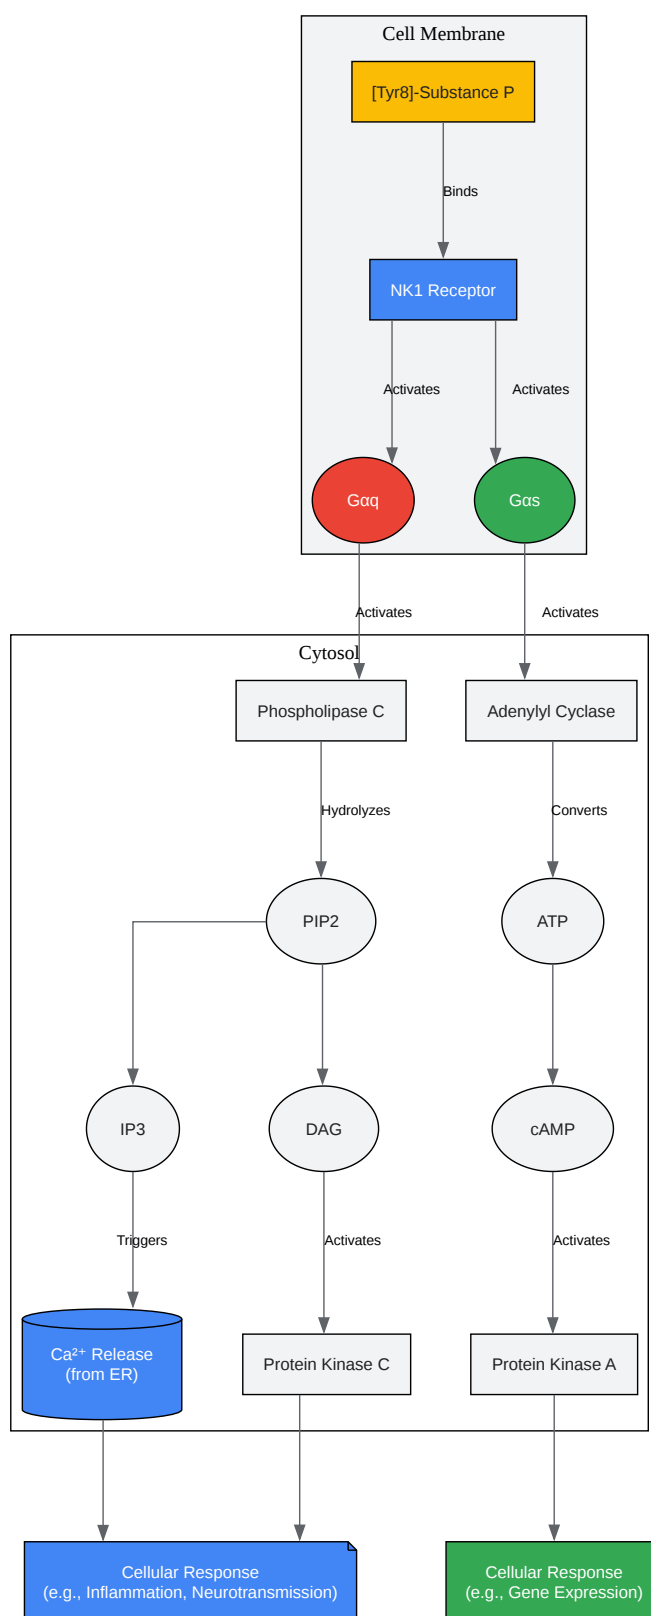 Cell Membrane
[Tyr8]-Substance P
Binds
NK1 Receptor
Activates
Activates
Gαq
Gαs
Activates
Activates
Cytosol
Phospholipase C
Adenylyl Cyclase
Hydrolyzes
Converts
PIP2
ATP
IP3
DAG
cAMP
Triggers
Activates
Activates
Ca²⁺ Release
(from ER)
Protein Kinase C
Protein Kinase A
Cellular Response
(e.g., Inflammation, Neurotransmission)
Cellular Response
(e.g., Gene Expression)